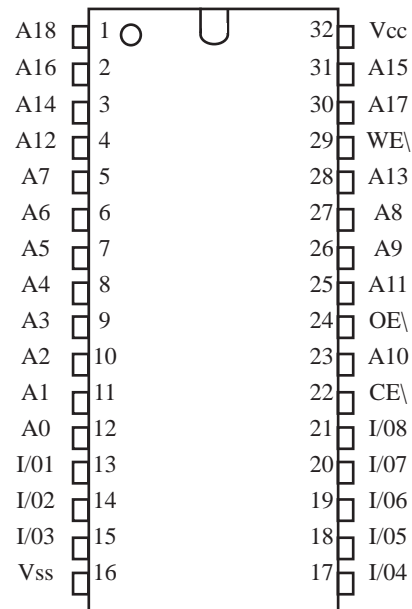 A18 1 32 Vcc
A16 2 31 A15
A14 3 30 A17
A12 4 29 WE\
A7 5 28 A13
A6 6 27 A8
A5 7 26 A9
A4 8 25 A11
A3 9 24 OE\
A2 10 23 A10
A1 11 22 CE\
A0 12 21 I/08
I/01 13 20 I/07
I/02 14 19 I/06
I/03 15 18 I/05
Vss 16 17 I/04